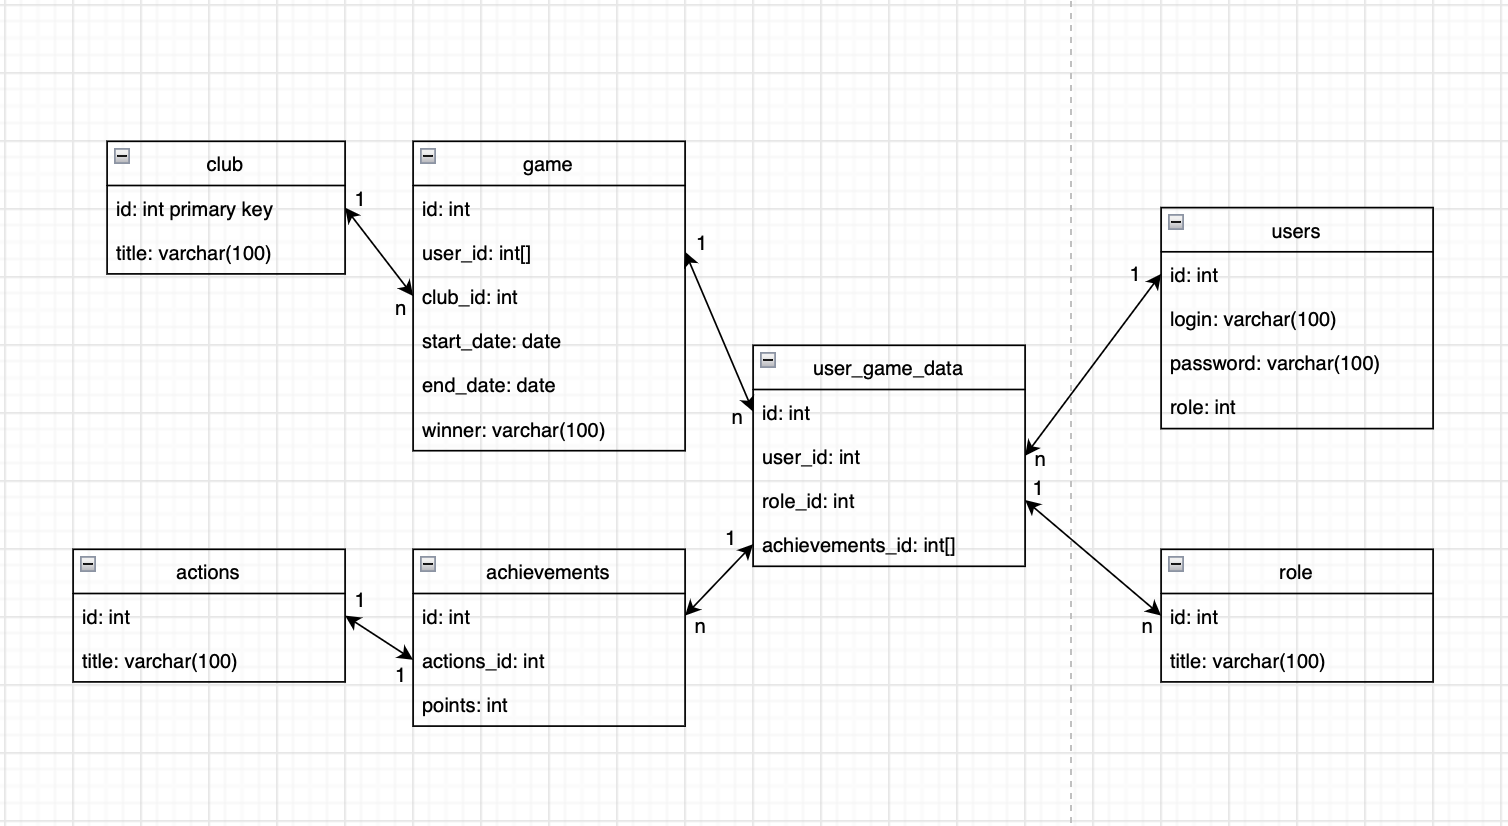 club
id: int primary key
title: varchar(100)
1
n
game
id: int
user_id: int[]
club_id: int
start_date: date
end_date: date
winner: varchar(100)
1
n
user_game_data
id: int
user_id: int
role_id: int
achievements_id: int[]
1
n
users
id: int
login: varchar(100)
password: varchar(100)
role: int
1
n
role
id: int
title: varchar(100)
actions
id: int
title: varchar(100)
1
1
achievements
id: int
actions_id: int
points: int
1
n